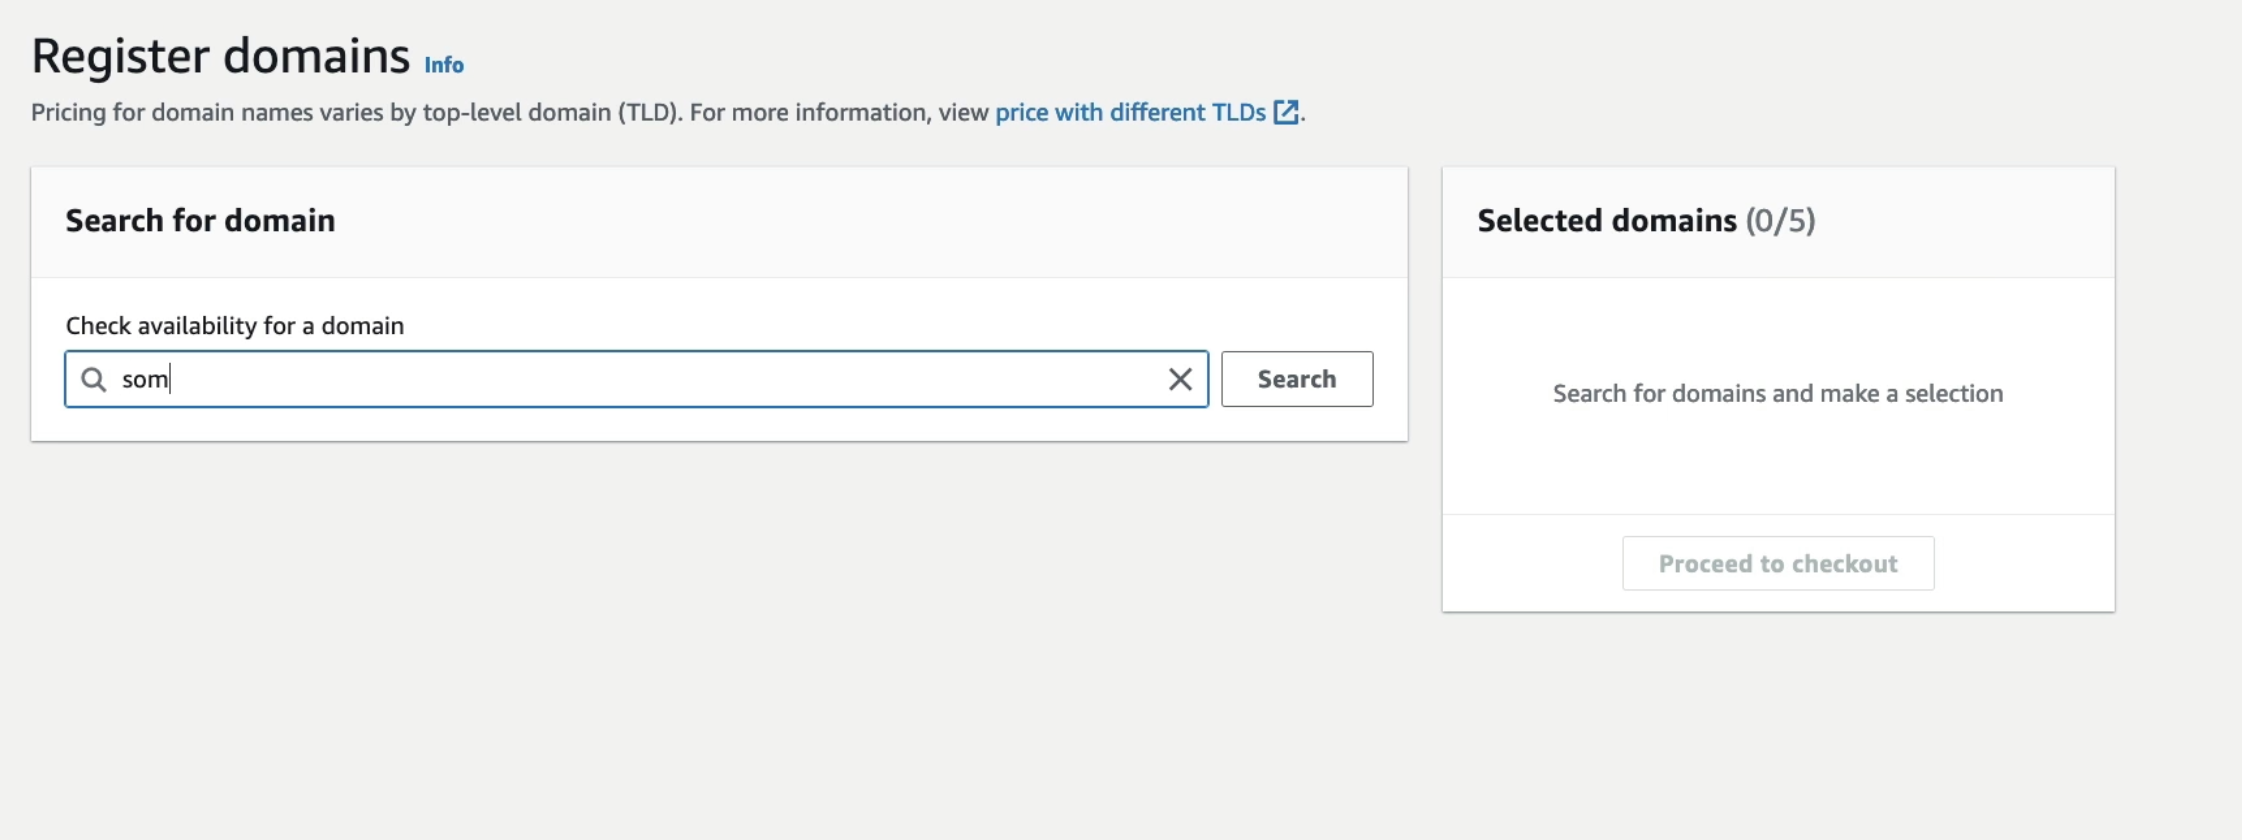 Register domains Info
Pricing for domain names varies by top-level domain (TLD). For more information, view price with different TLDs.
Search for domain
Check availability for a domain
som
Search
Selected domains (0/5)
Search for domains and make a selection
Proceed to checkout